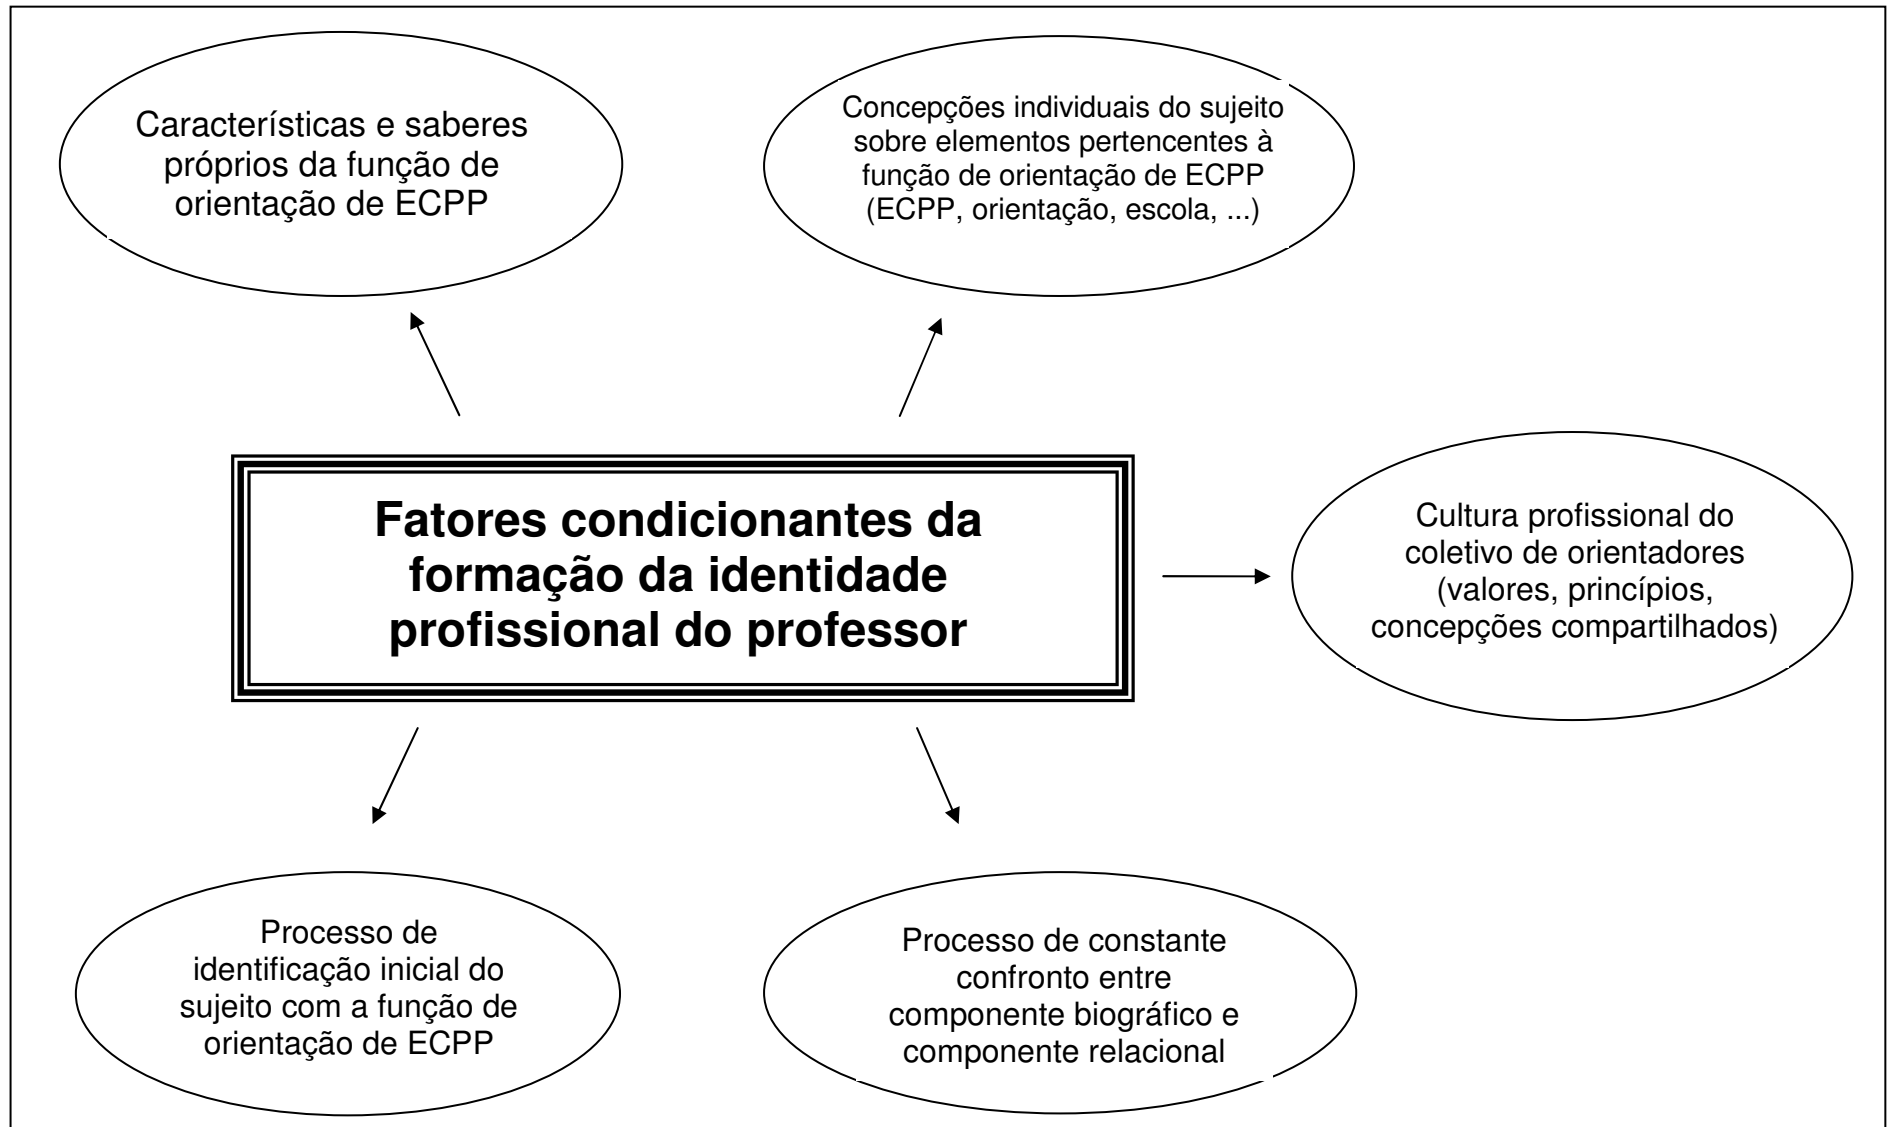 Características e saberes
próprios da função de
orientação de ECPP
Concepções individuais do sujeito
sobre elementos pertencentes à
função de orientação de ECPP
(ECPP, orientação, escola, ...)
Fatores condicionantes da
formação da identidade
profissional do professor
Cultura profissional do
coletivo de orientadores
(valores, princípios,
concepções compartilhados)
Processo de
identificação inicial do
sujeito com a função de
orientação de ECPP
Processo de constante
confronto entre
componente biográfico e
componente relacional